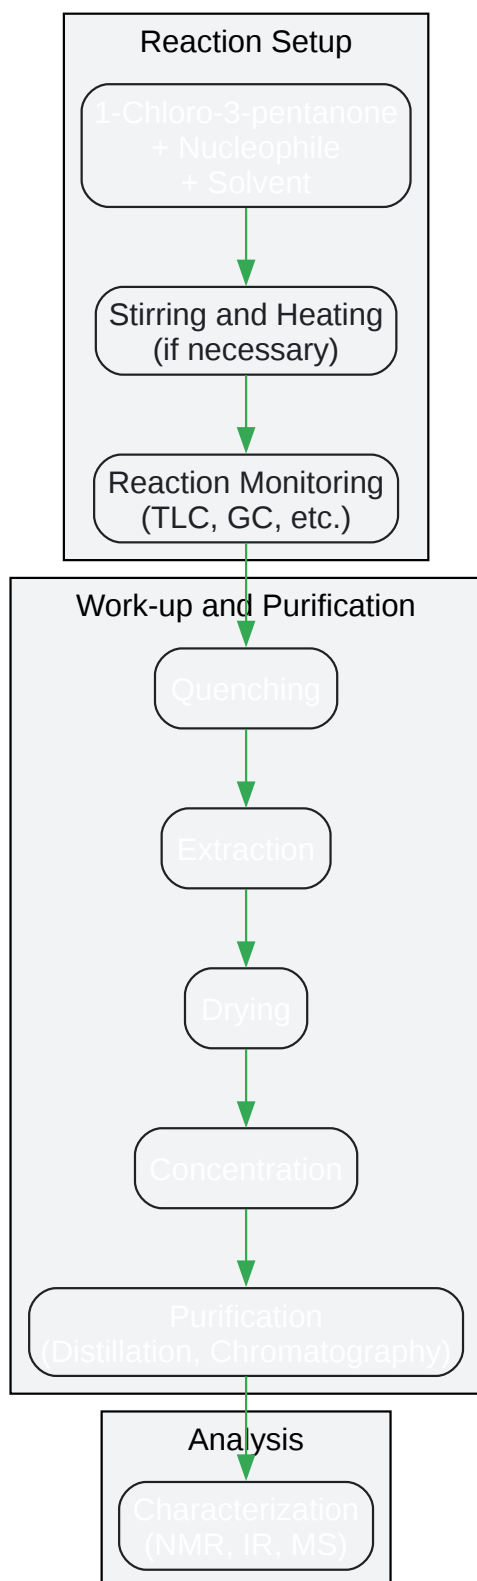 Reaction Setup
1-Chloro-3-pentanone
+ Nucleophile
+ Solvent
Stirring and Heating
(if necessary)
Reaction Monitoring
(TLC, GC, etc.)
Work-up and Purification
Quenching
Extraction
Drying
Concentration
Purification
(Distillation, Chromatography)
Analysis
Characterization
(NMR, IR, MS)